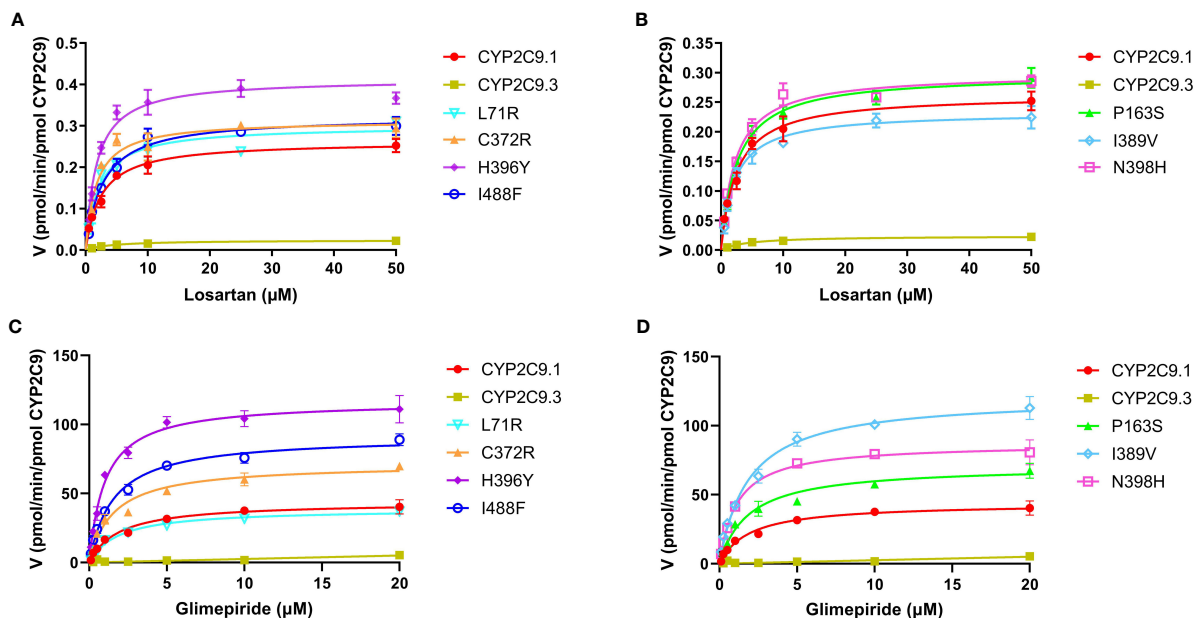 A
V (pmol/min/pmol CYP2C9)
0.5
0.4
0.3
0.2
0.1
0.0
0
10
20
30
40
50
Losartan (μM)
CYP2C9.1
CYP2C9.3
L71R
C372R
H396Y
I488F
B
V (pmol/min/pmol CYP2C9)
0.35
0.30
0.25
0.20
0.15
0.10
0.05
0.00
0
10
20
30
40
50
Losartan (μM)
CYP2C9.1
CYP2C9.3
P163S
I389V
N398H
C
V (pmol/min/pmol CYP2C9)
150
100
50
0
0
5
10
15
20
Glimepiride (μM)
CYP2C9.1
CYP2C9.3
L71R
C372R
H396Y
I488F
D
V (pmol/min/pmol CYP2C9)
150
100
50
0
0
5
10
15
20
Glimepiride (μM)
CYP2C9.1
CYP2C9.3
P163S
I389V
N398H